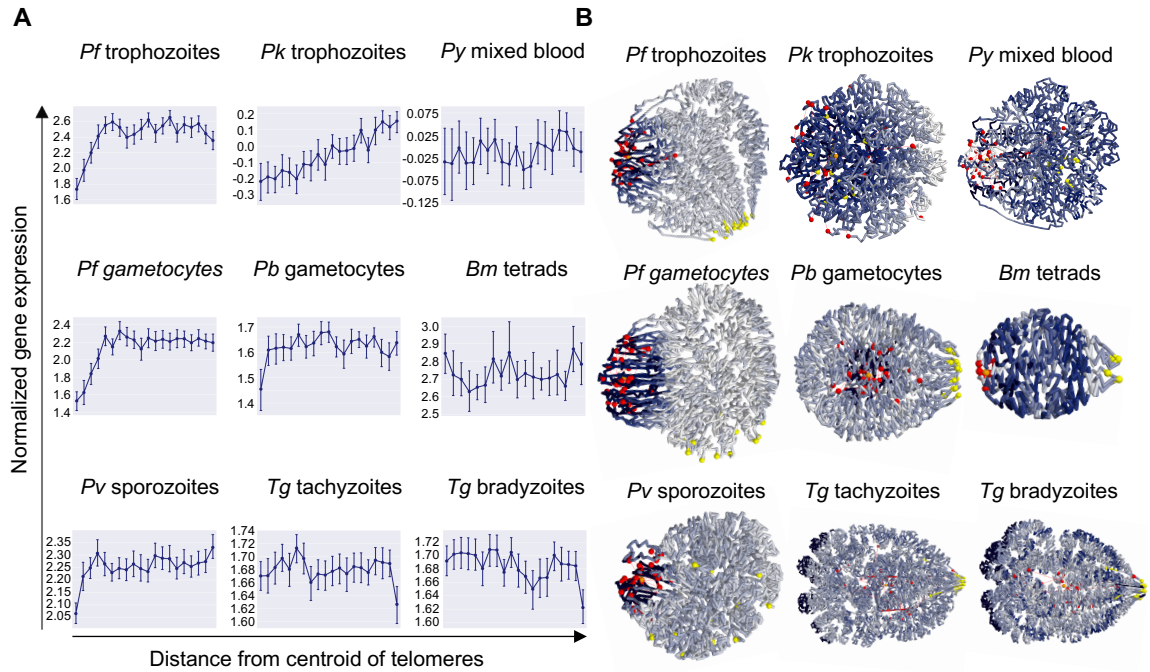 A
B
Pf trophozoites
Pk trophozoites
Py mixed blood
Pf trophozoites
Pk trophozoites
Py mixed blood
2.6
2.4
2.2
2.0
1.8
1.6
0.2
0.1
0.0
-0.1
-0.3
0.075
0.025
-0.025
-0.075
-0.125
Pf gametocytes
Pb gametocytes
Bm tetrads
Pf gametocytes
Pb gametocytes
Bm tetrads
2.4
2.2
2.0
1.8
1.6
1.4
1.7
1.6
1.5
1.4
3.0
2.9
2.8
2.7
2.6
2.5
Pv sporozoites
Tg tachyzoites
Tg bradyzoites
Pv sporozoites
Tg tachyzoites
Tg bradyzoites
2.35
2.30
2.25
2.20
2.15
2.10
2.05
1.74
1.72
1.70
1.68
1.66
1.64
1.62
1.60
1.72
1.70
1.68
1.66
1.64
1.62
1.60
Normalized gene expression
Distance from centroid of telomeres